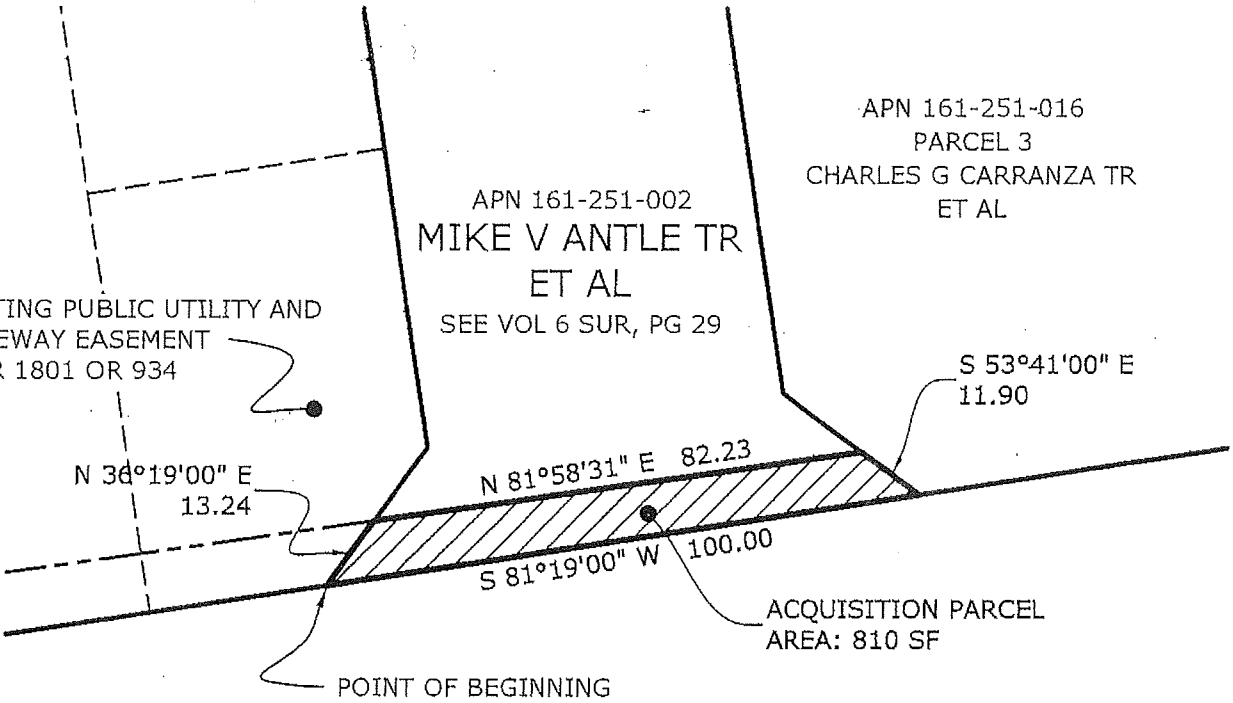 APN 161-251-016
PARCEL 3
CHARLES G CARRANZA TR
ET AL
APN 161-251-002
MIKE V ANTLE TR
ET AL
SEE VOL 6 SUR, PG 29
TING PUBLIC UTILITY AND
EWAY EASEMENT
R 1801 OR 934
S 53°41'00" E
11.90
N 36°19'00" E
13.24
N 81°58'31" E 82.23
S 81°19'00" W 100.00
ACQUISITION PARCEL
AREA: 810 SF
POINT OF BEGINNING